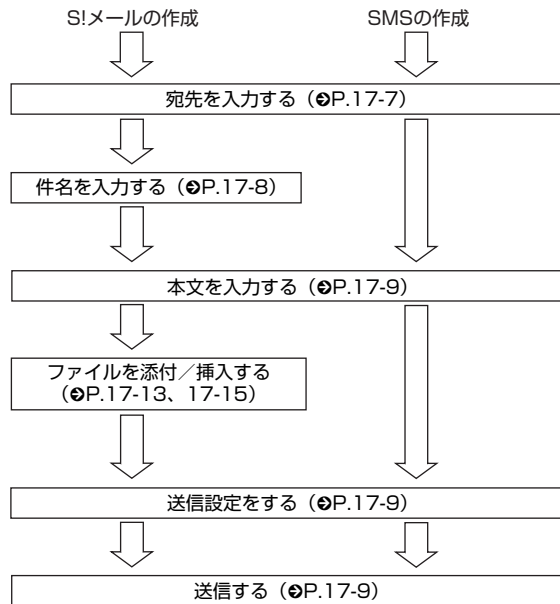 S!メールの作成
SMSの作成
宛先を入力する（➲P.17-7）
件名を入力する（➲P.17-8）
本文を入力する（➲P.17-9）
ファイルを添付／挿入する
（➲P.17-13、17-15）
送信設定をする（➲P.17-9）
送信する（➲P.17-9）